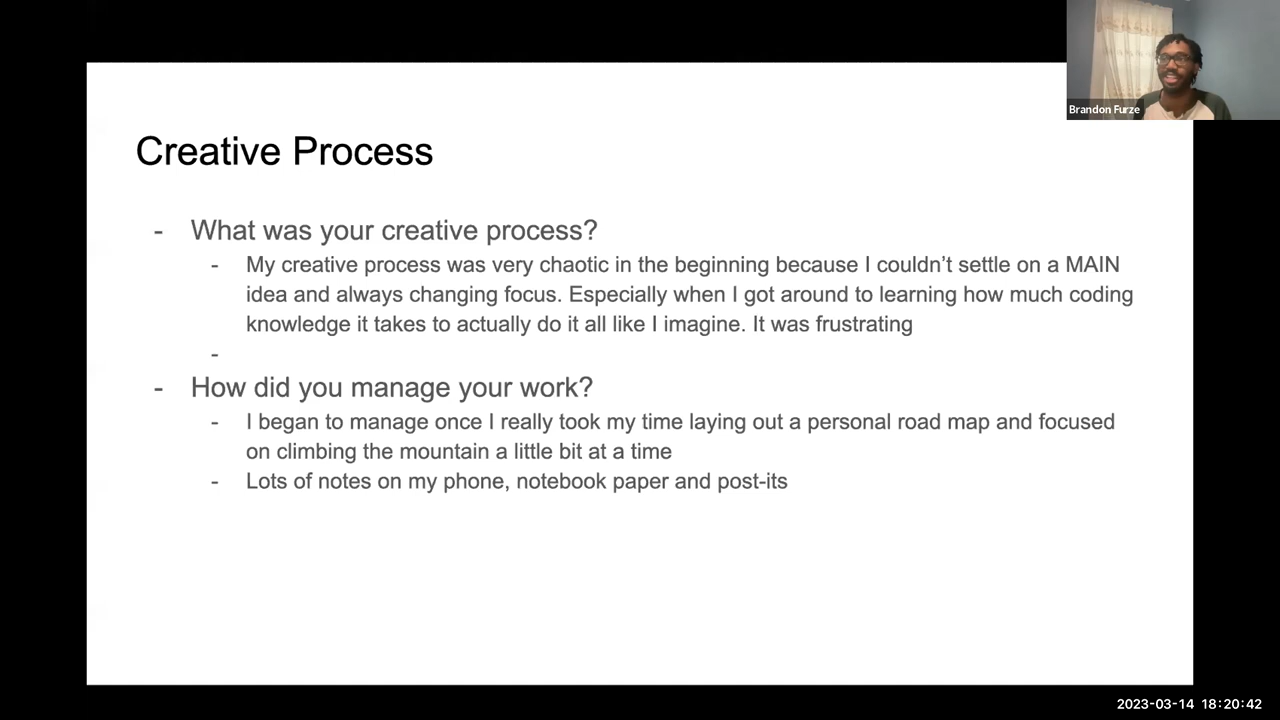 Brandon Furze
Creative Process
- What was your creative process?
- My creative process was very chaotic in the beginning because I couldn’t settle on a MAIN
idea and always changing focus. Especially when I got around to learning how much coding
knowledge it takes to actually do it all like I imagine. It was frustrating
-
- How did you manage your work?
- I began to manage once I really took my time laying out a personal road map and focused
on climbing the mountain a little bit at a time
- Lots of notes on my phone, notebook paper and post-its
2023-03-14 18:20:42